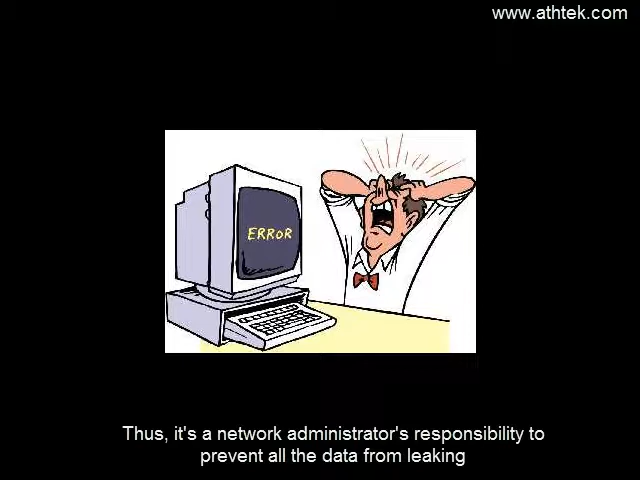 www.athtek.com
ERROR
Thus, it's a network administrator's responsibility to
prevent all the data from leaking